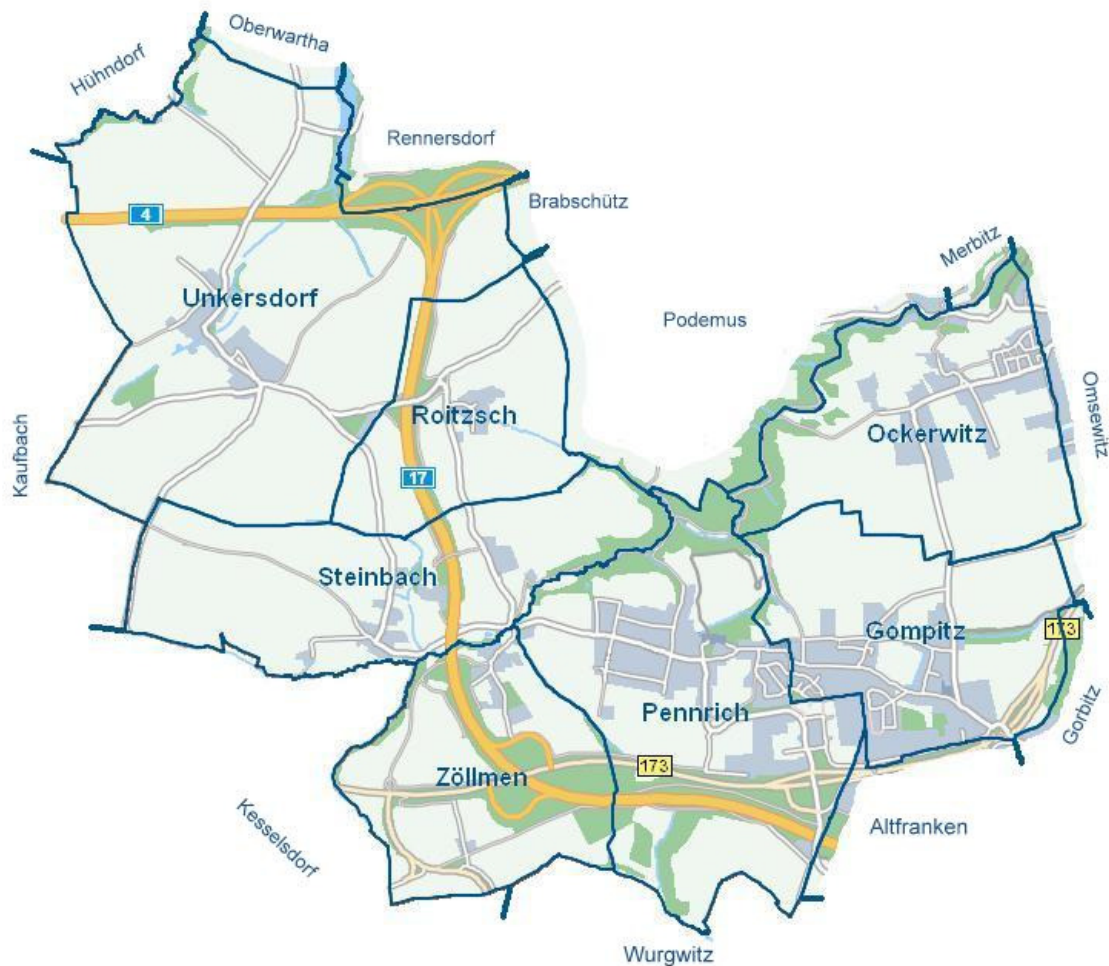 Oberwartha
Hühndorf
Rennersdorf
Brabschütz
4
Merbitz
Unkersdorf
Podemus
Omsewitz
Roitzsch
Ockerwitz
Kaufbach
17
Steinbach
Gompitz
173
Pennrich
Gorbitz
173
Zöllmen
Kesselsdorf
Altfranken
Wurgwitz